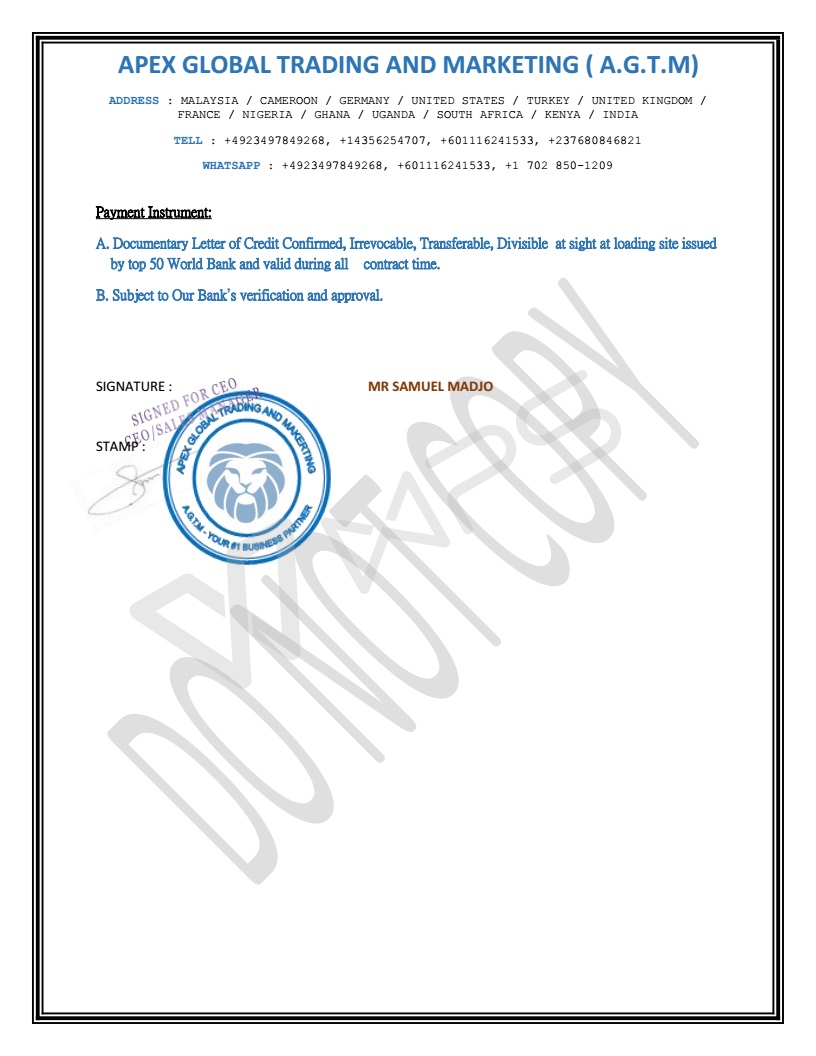 APEX GLOBAL TRADING AND MARKETING ( A.G.T.M)
ADDRESS : MALAYSIA / CAMEROON / GERMANY / UNITED STATES / TURKEY / UNITED KINGDOM /
FRANCE / NIGERIA / GHANA / UGANDA / SOUTH AFRICA / KENYA / INDIA
TELL : +4923497849268, +14356254707, +601116241533, +237680846821
WHATSAPP : +4923497849268, +601116241533, +1 702 850-1209
Payment Instrument:
A. Documentary Letter of Credit Confirmed, Irrevocable, Transferable, Divisible at sight at loading site issued
by top 50 World Bank and valid during all contract time.
B. Subject to Our Bank's verification and approval.
SIGNATURE :
MR SAMUEL MADJO
SIGNED FOR CEO
CEO/SALES MANAGER
STAMP :
APEX GLOBAL TRADING AND MAKERTING
A.G.T.M - YOUR #1 BUSINESS PARTNER
DO NOT COPY